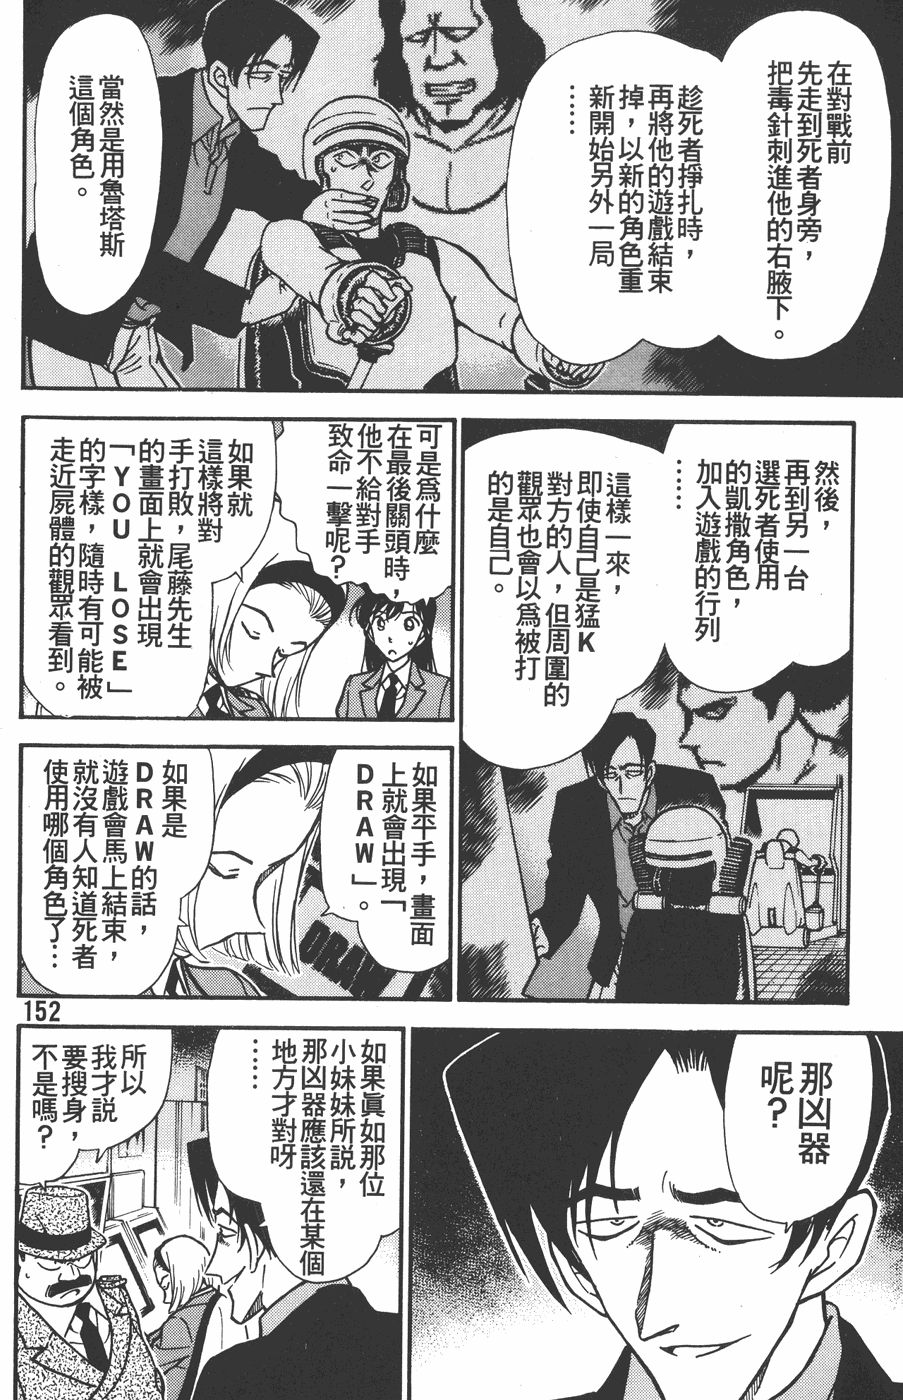 在對戰前
先走到死者身旁，
把毒針刺進他的右腋下。
趁死者掙扎時，
再將他的遊戲結束
掉，以新的角色重
新開始另外一局
……
當然是用魯塔斯
這個角色。
然後，
再到另一台
選死者使用
的凱撒角色，
加入遊戲的行列
……
這樣一來，
即使自己是猛K
對方的人，但周圍的
觀眾也會以為被打
的是自己。
可是為什麼
在最後關頭時，
他不給對手
致命一擊呢？
如果就
這樣將對
手打敗，尾藤先生
的畫面上就會出現
「YOU LOSE」
的字樣，隨時有可能被
走近屍體的觀眾看到。
如果平手，畫面
上就會出現「
DRAW」。
如果是
DRAW的話，
遊戲會馬上結束，
就沒有人知道死者
使用哪個角色了…
DRAW
152
那凶器
呢？
如果真如那位
小妹妹所說，
那凶器應該還在某個
地方才對呀
……
所以
我才說
要搜身，
不是嗎？